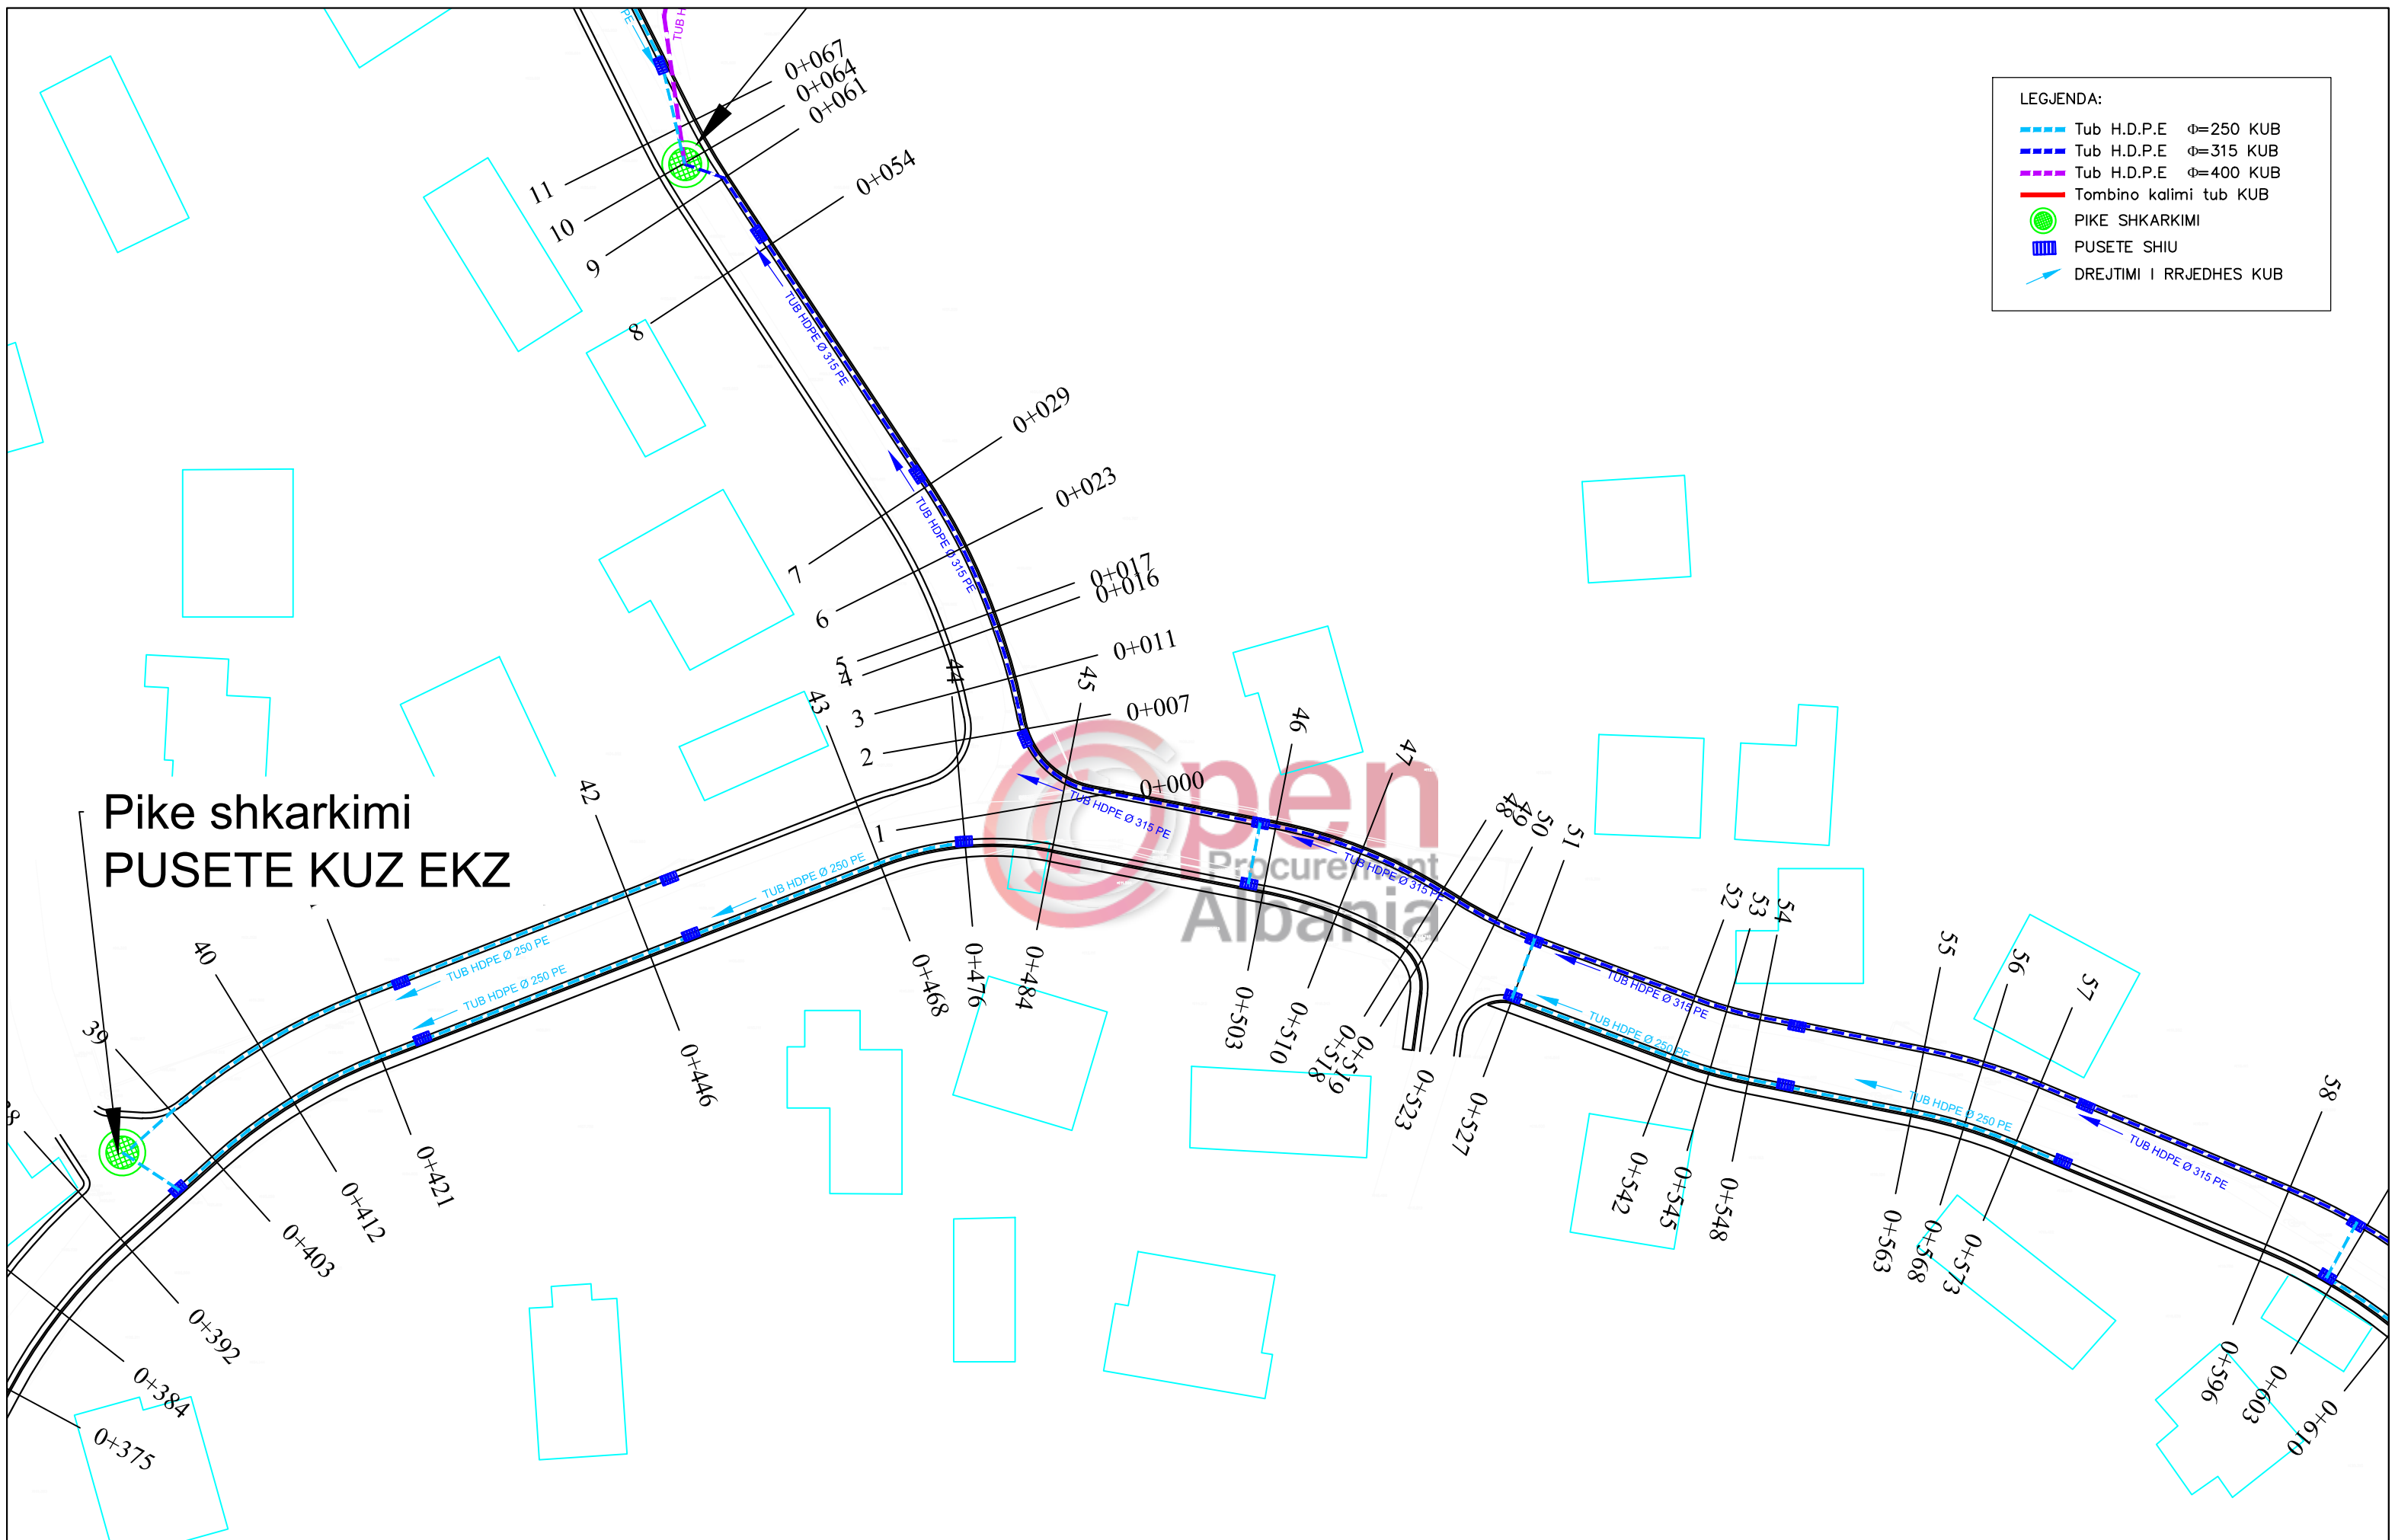 LEGJENDA:
Tub H.D.P.E Φ=250 KUB
Tub H.D.P.E Φ=315 KUB
Tub H.D.P.E Φ=400 KUB
Tombino kalimi tub KUB
PIKE SHKARKIMI
PUSETE SHIU
DREJTIMI I RRJEDHES KUB
PE
TUB H
0+067
0+064
0+061
0+054
11
10
9
8
TUB HDPE Ø 315 PE
0+029
0+023
TUB HDPE Ø 315 PE
7
6
0+017
0+016
5
4
0+011
3
0+007
2
0+000
1
43
44
45
46
47
48
49
50
51
TUB HDPE Ø 315 PE
TUB HDPE Ø 315 PE
Open
Procurement
Albania
Pike shkarkimi
PUSETE KUZ EKZ
42
40
39
TUB HDPE Ø 250 PE
TUB HDPE Ø 250 PE
TUB HDPE Ø 250 PE
52
53
54
55
56
57
58
TUB HDPE Ø 315 PE
TUB HDPE Ø 250 PE
TUB HDPE Ø 250 PE
TUB HDPE Ø 315 PE
0+468
0+476
0+484
0+503
0+510
0+518
0+519
0+523
0+527
0+542
0+545
0+548
0+563
0+568
0+573
0+596
0+603
0+610
0+446
0+421
0+412
0+403
0+392
0+384
0+375